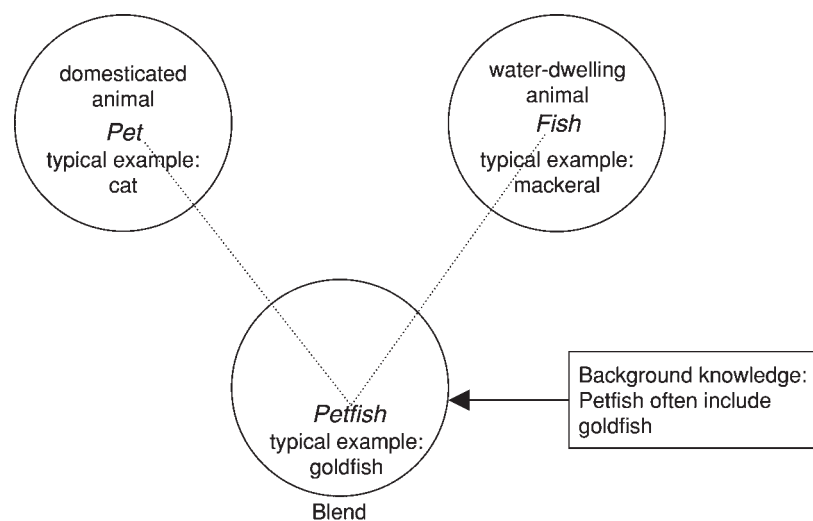 domesticated
animal
Pet
typical example:
cat
water-dwelling
animal
Fish
typical example:
mackeral
Petfish
typical example:
goldfish
Blend
Background knowledge:
Petfish often include
goldfish